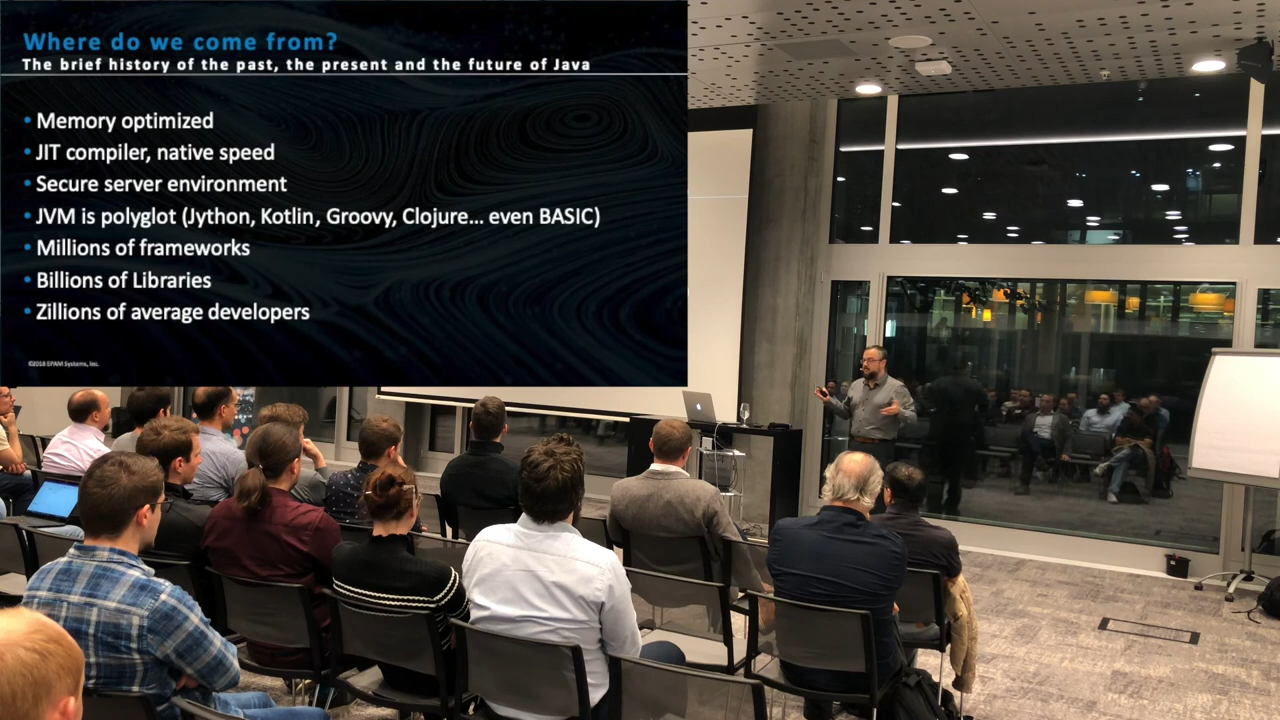 Where do we come from?
The brief history of the past, the present and the future of Java
• Memory optimized
• JIT compiler, native speed
• Secure server environment
• JVM is polyglot (Jython, Kotlin, Groovy, Clojure... even BASIC)
• Millions of frameworks
• Billions of Libraries
• Zillions of average developers
©2018 EPAM Systems, Inc.